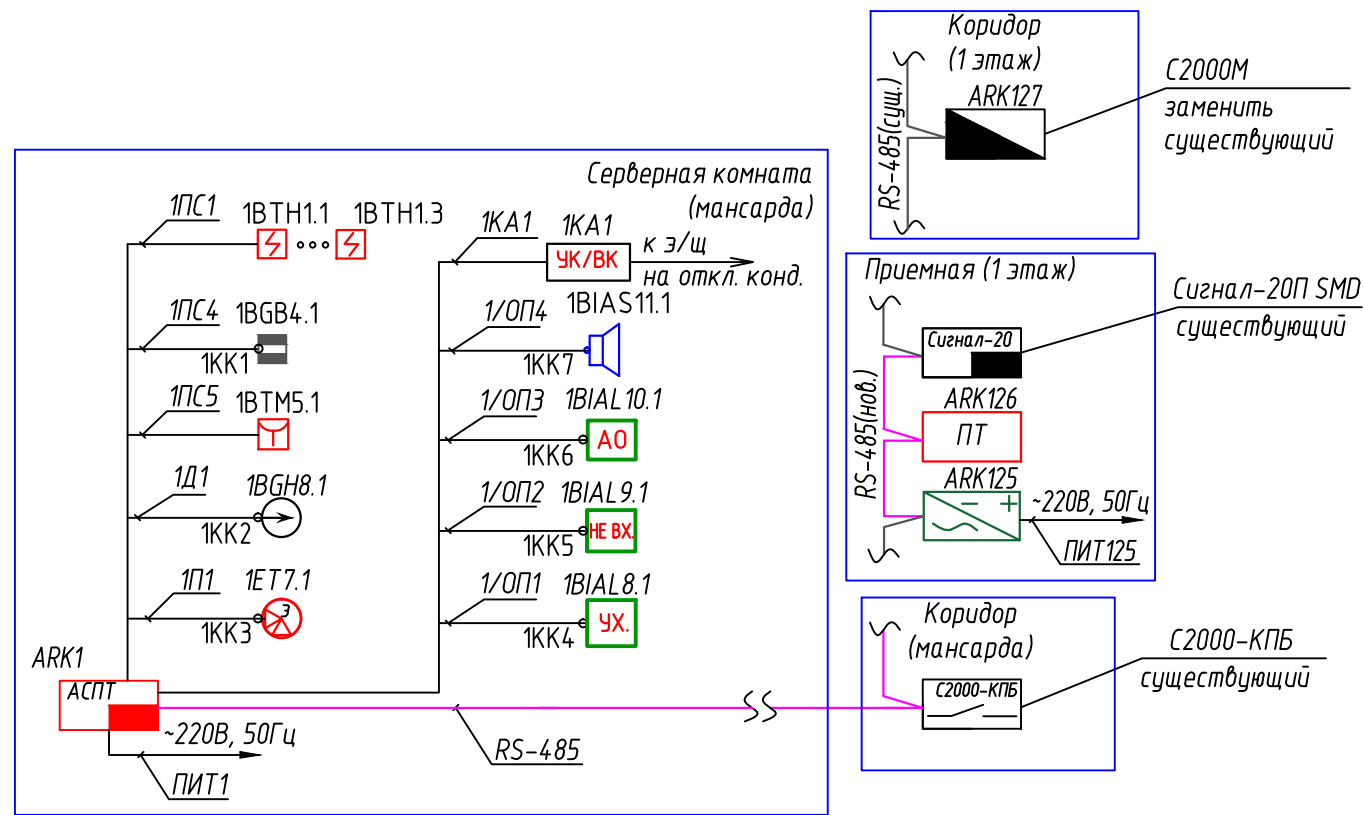 Коридор
(1 этаж)
ARK127
RS-485(сущ.)
С2000М
заменить
существующий
Серверная комната
(мансарда)
1ПС1
1BTH1.1
1BTH1.3
1ПС4
1BGB4.1
1КК1
1ПС5
1BTM5.1
Т
1Д1
1BGH8.1
1КК2
1П1
1ET7.1
З
1КК3
ARK1
АСПТ
~220В, 50Гц
ПИТ1
1КА1
1КА1
УК/ВК
к э/щ
на откл. конд.
1/ОП4
1BIAS11.1
1КК7
1/ОП3
1BIAL10.1
АО
1КК6
1/ОП2
1BIAL9.1
НЕ ВХ.
1КК5
1/ОП1
1BIAL8.1
УХ.
1КК4
RS-485
Приемная (1 этаж)
Сигнал-20
Сигнал-20П SMD
существующий
RS-485(нов.)
ARK126
ПТ
ARK125
~220В, 50Гц
ПИТ125
Коридор
(мансарда)
С2000-КПБ
С2000-КПБ
существующий